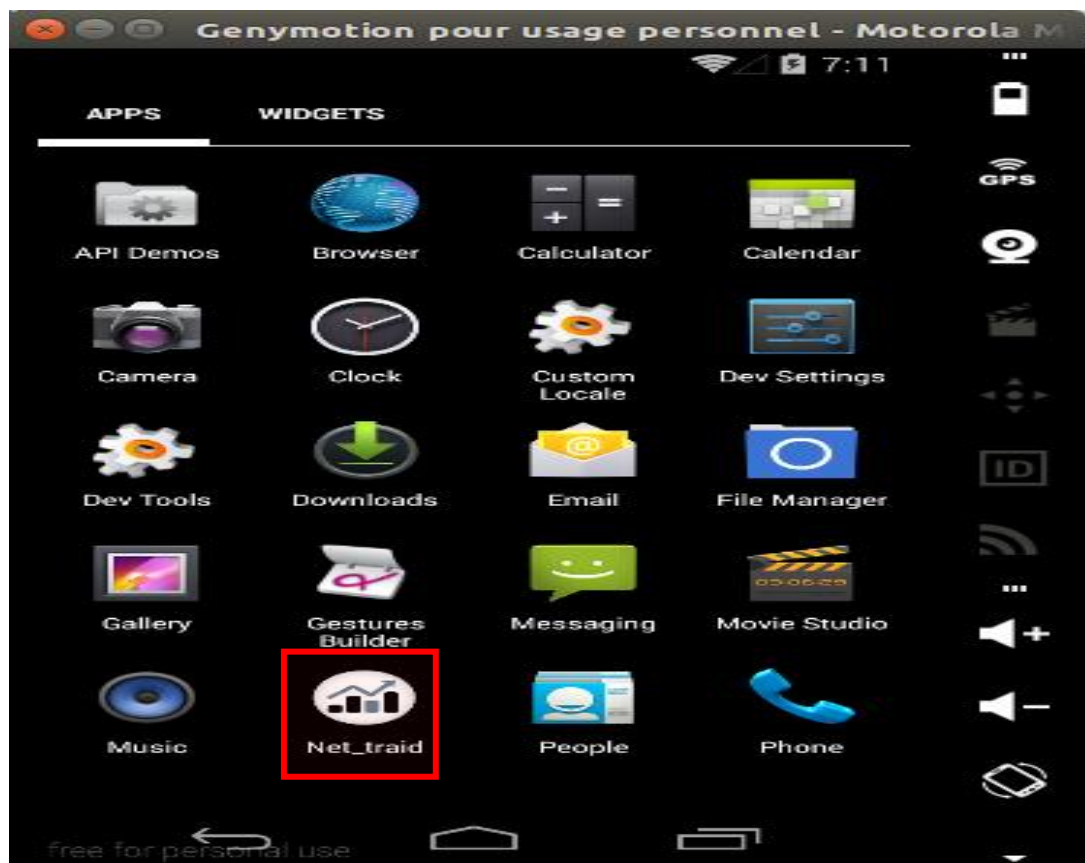 Genymotion pour usage personnel - Motorola M
7:11
APPS WIDGETS
GPS
API Demos Browser Calculator Calendar
Camera Clock Custom Locale Dev Settings
ID
Dev Tools Downloads Email File Manager
Gallery Gestures Builder Messaging Movie Studio
Music Net_traid People Phone
free for personal use